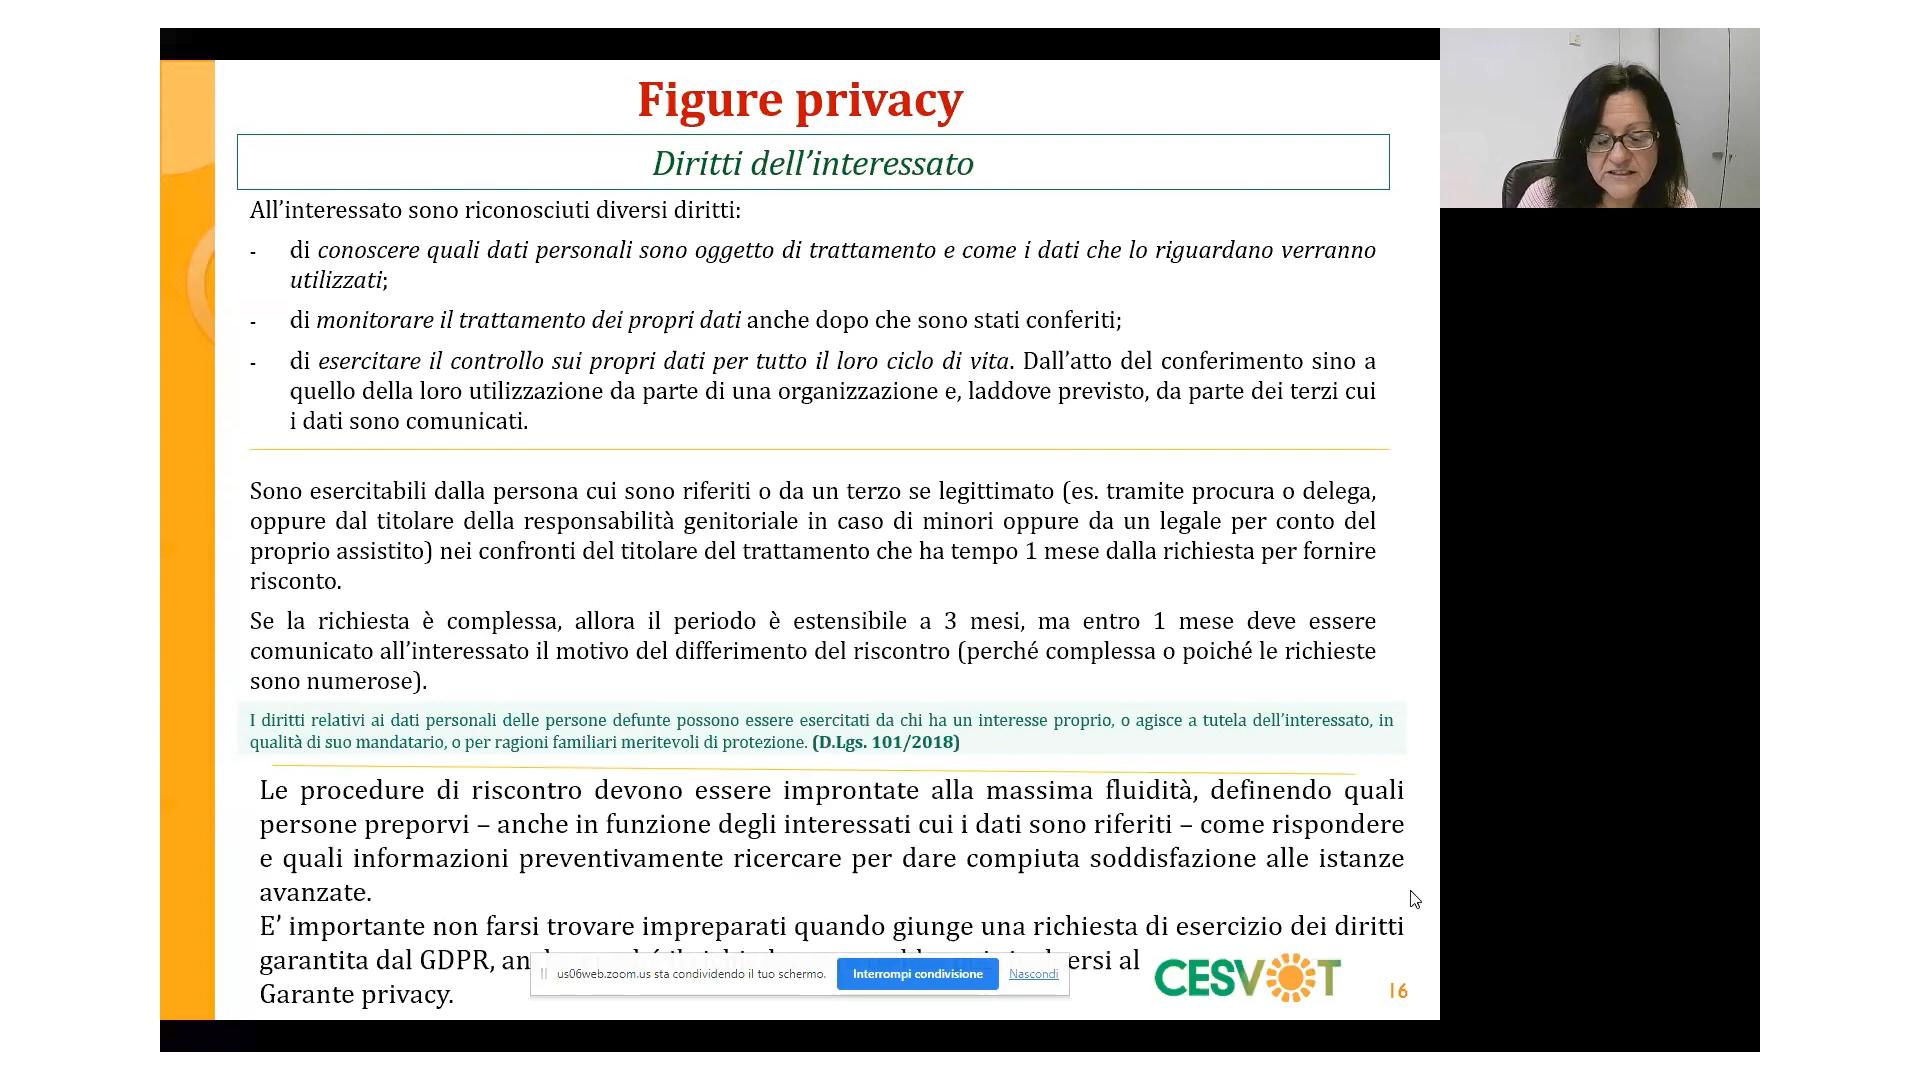 Figure privacy
Diritti dell’interessato
All’interessato sono riconosciuti diversi diritti:
- di conoscere quali dati personali sono oggetto di trattamento e come i dati che lo riguardano verranno
utilizzati;
- di monitorare il trattamento dei propri dati anche dopo che sono stati conferiti;
- di esercitare il controllo sui propri dati per tutto il loro ciclo di vita. Dall’atto del conferimento sino a
quello della loro utilizzazione da parte di una organizzazione e, laddove previsto, da parte dei terzi cui
i dati sono comunicati.
Sono esercitabili dalla persona cui sono riferiti o da un terzo se legittimato (es. tramite procura o delega,
oppure dal titolare della responsabilità genitoriale in caso di minori oppure da un legale per conto del
proprio assistito) nei confronti del titolare del trattamento che ha tempo 1 mese dalla richiesta per fornire
risconto.
Se la richiesta è complessa, allora il periodo è estensibile a 3 mesi, ma entro 1 mese deve essere
comunicato all’interessato il motivo del differimento del riscontro (perché complessa o poiché le richieste
sono numerose).
I diritti relativi ai dati personali delle persone defunte possono essere esercitati da chi ha un interesse proprio, o agisce a tutela dell’interessato, in
qualità di suo mandatario, o per ragioni familiari meritevoli di protezione. (D.Lgs. 101/2018)
Le procedure di riscontro devono essere improntate alla massima fluidità, definendo quali
persone preporvi – anche in funzione degli interessati cui i dati sono riferiti – come rispondere
e quali informazioni preventivamente ricercare per dare compiuta soddisfazione alle istanze
avanzate.
E’ importante non farsi trovare impreparati quando giunge una richiesta di esercizio dei diritti
garantita dal GDPR, al
Garante privacy.
us06web.zoom.us sta condividendo il tuo schermo. Interrompi condivisione Nascondi
CESVOT
16